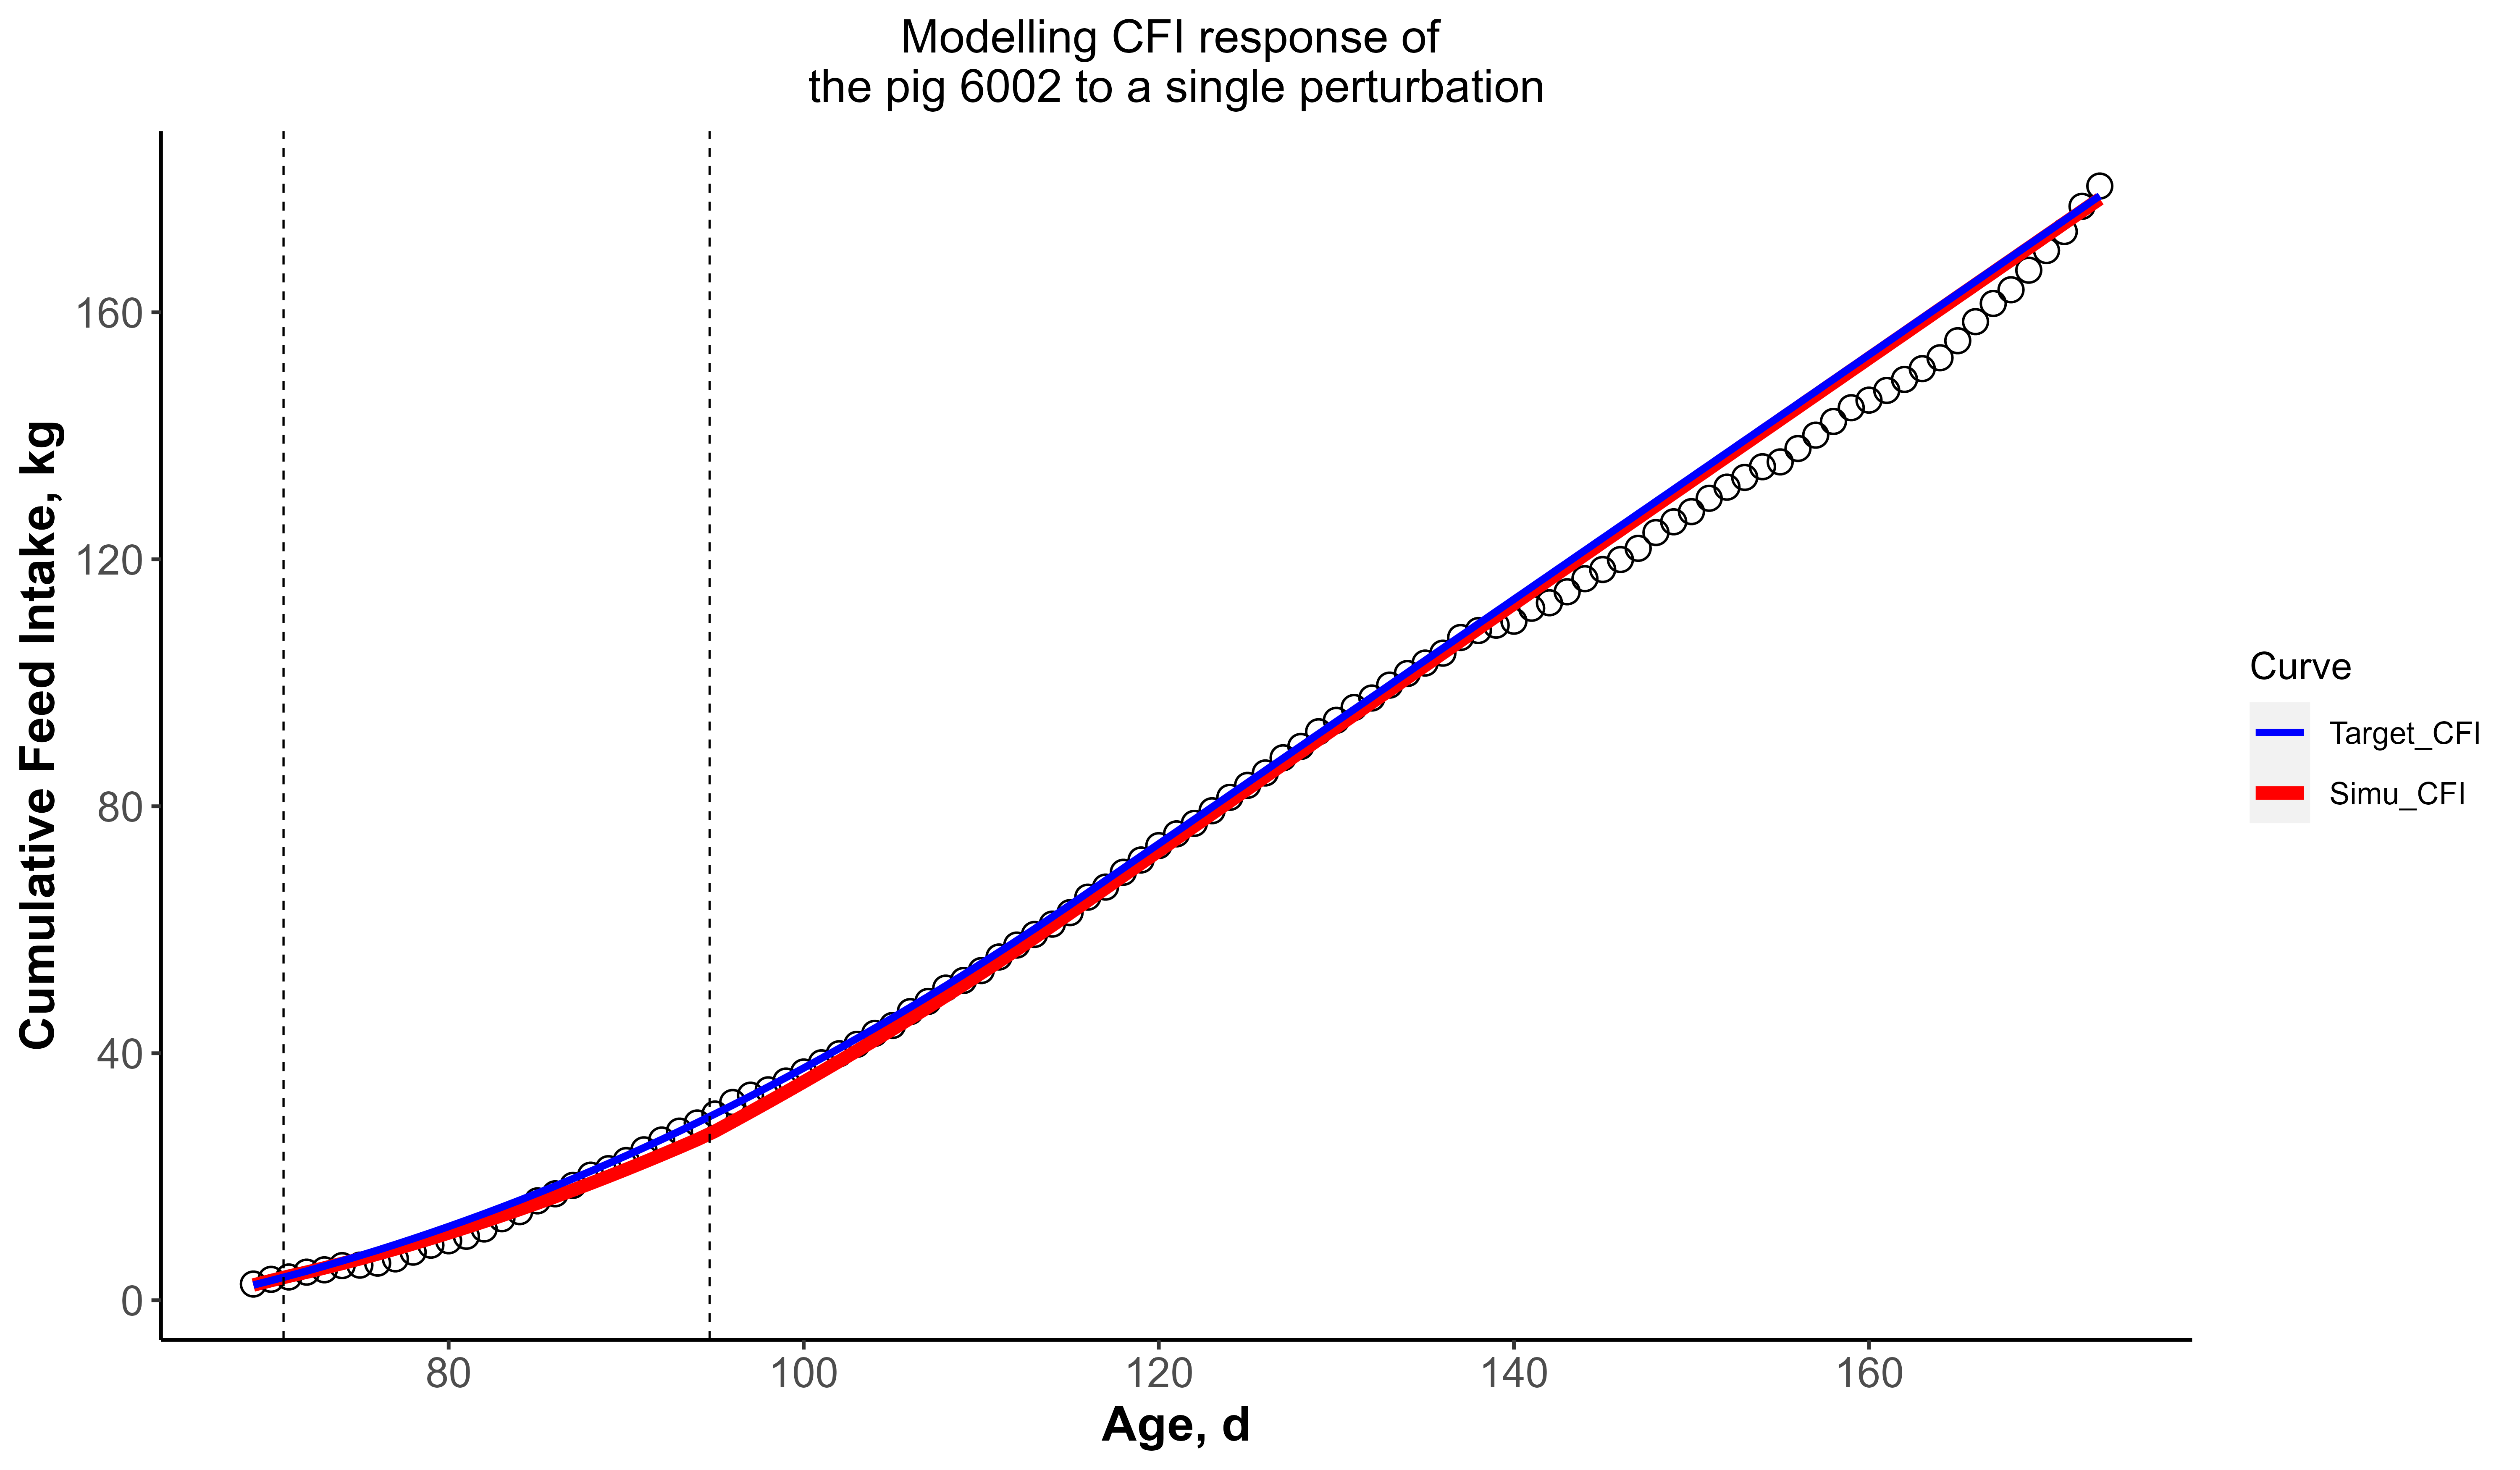 Modelling CFI response of
the pig 6002 to a single perturbation
Cumulative Feed Intake, kg
160
120
80
40
0
80
100
120
140
160
Age, d
Curve
Target_CFI
Simu_CFI